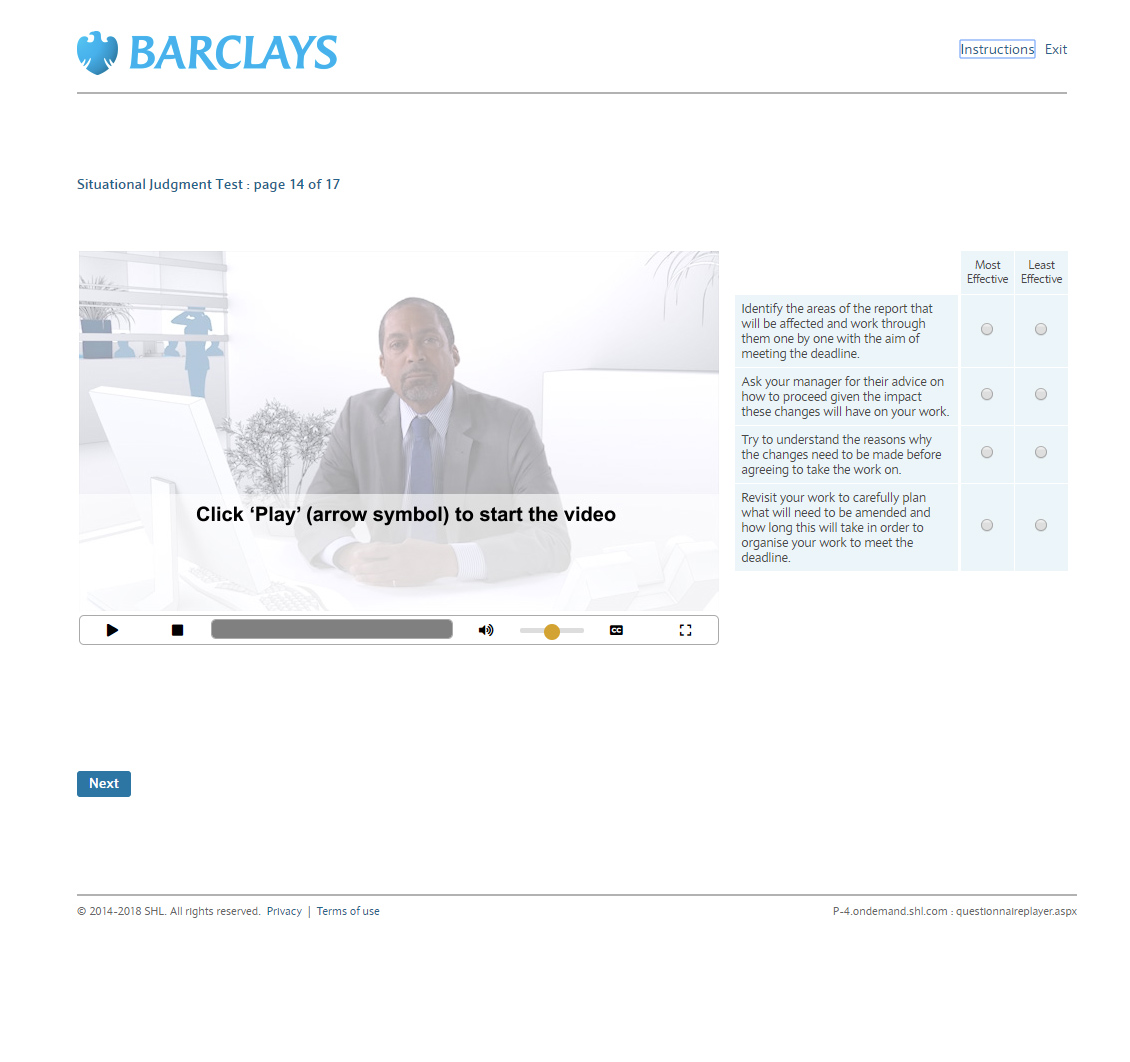 BARCLAYS
Instructions Exit
Situational Judgment Test : page 14 of 17
Click ‘Play’ (arrow symbol) to start the video
CC
Most
Effective
Least
Effective
Identify the areas of the report that
will be affected and work through
them one by one with the aim of
meeting the deadline.
Ask your manager for their advice on
how to proceed given the impact
these changes will have on your work.
Try to understand the reasons why
the changes need to be made before
agreeing to take the work on.
Revisit your work to carefully plan
what will need to be amended and
how long this will take in order to
organise your work to meet the
deadline.
Next
© 2014-2018 SHL. All rights reserved. Privacy | Terms of use
P-4.ondemand.shl.com : questionnaireplayer.aspx